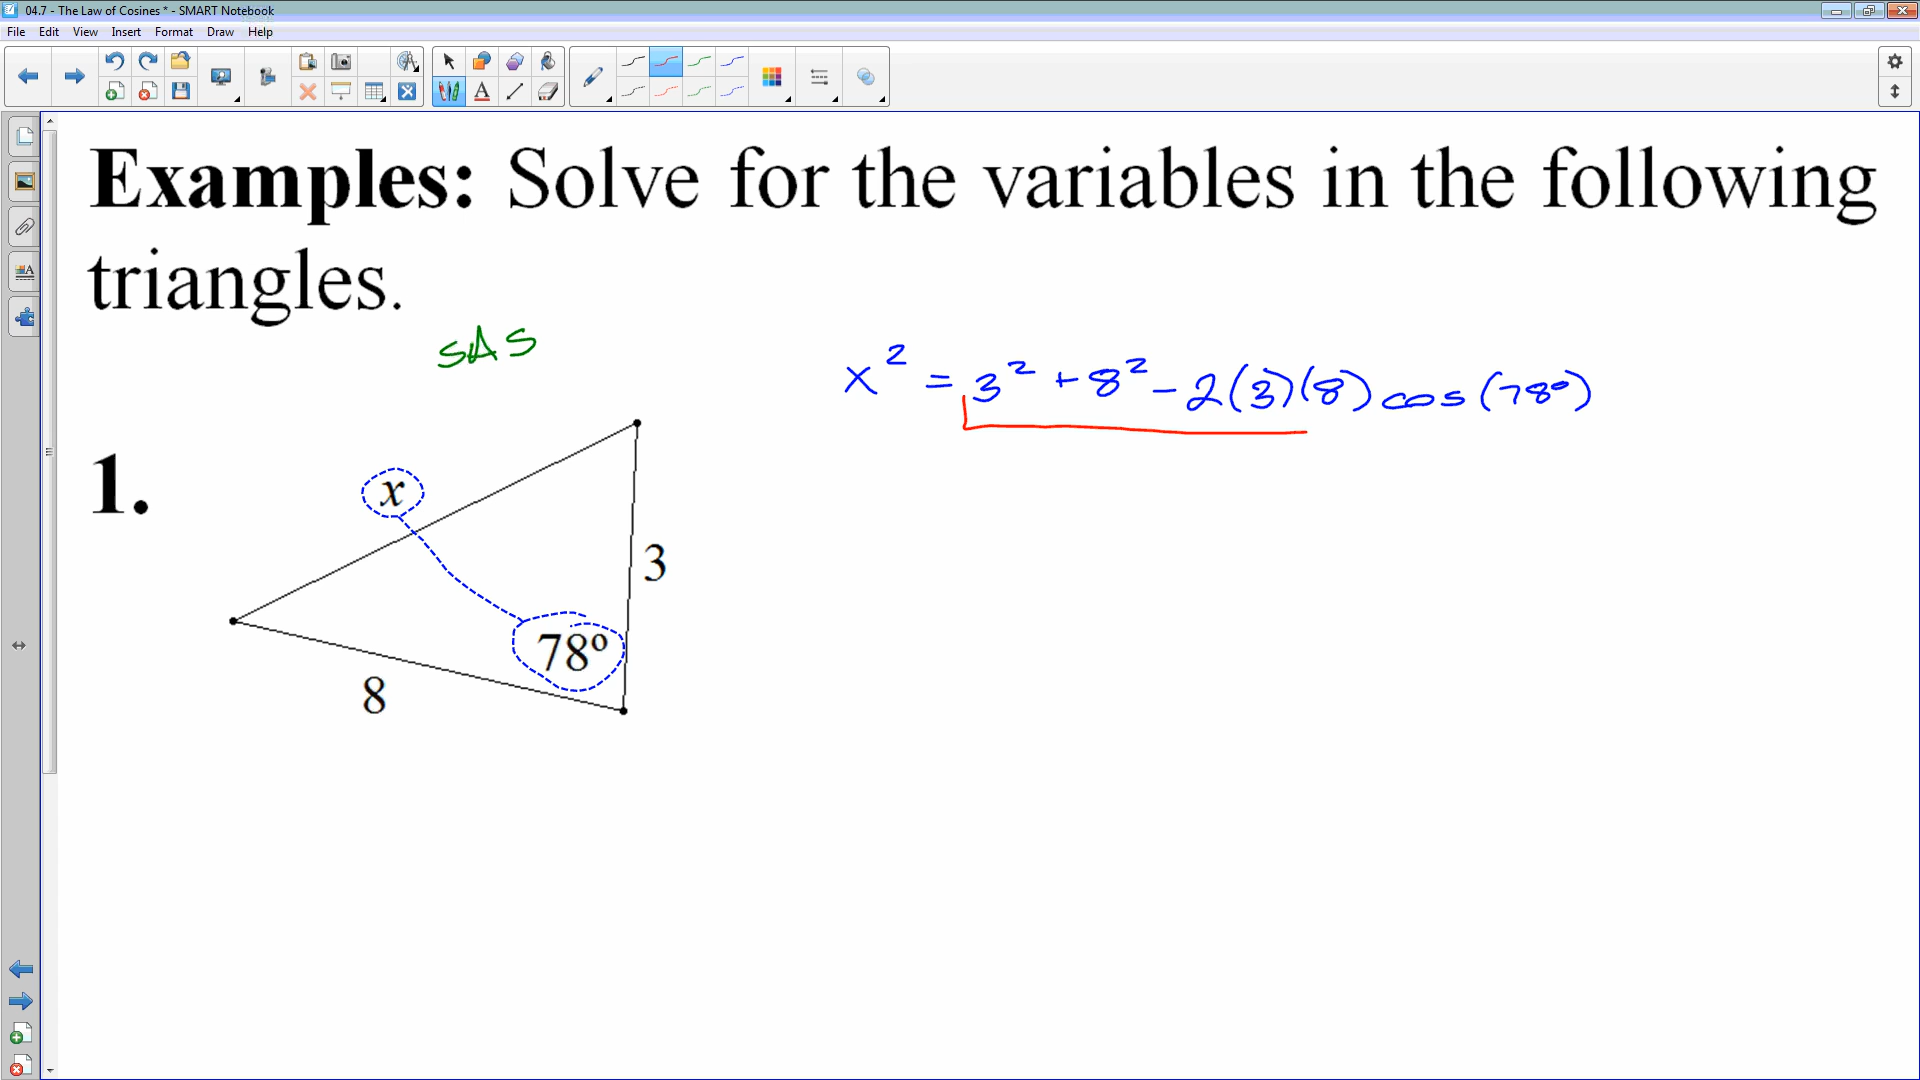 04.7 - The Law of Cosines * - SMART Notebook
File Edit View Insert Format Draw Help
Examples: Solve for the variables in the following
triangles.
SAS
x² = 3² + 8² - 2(3)(8) cos(78°)
1.
x
3
78º
8